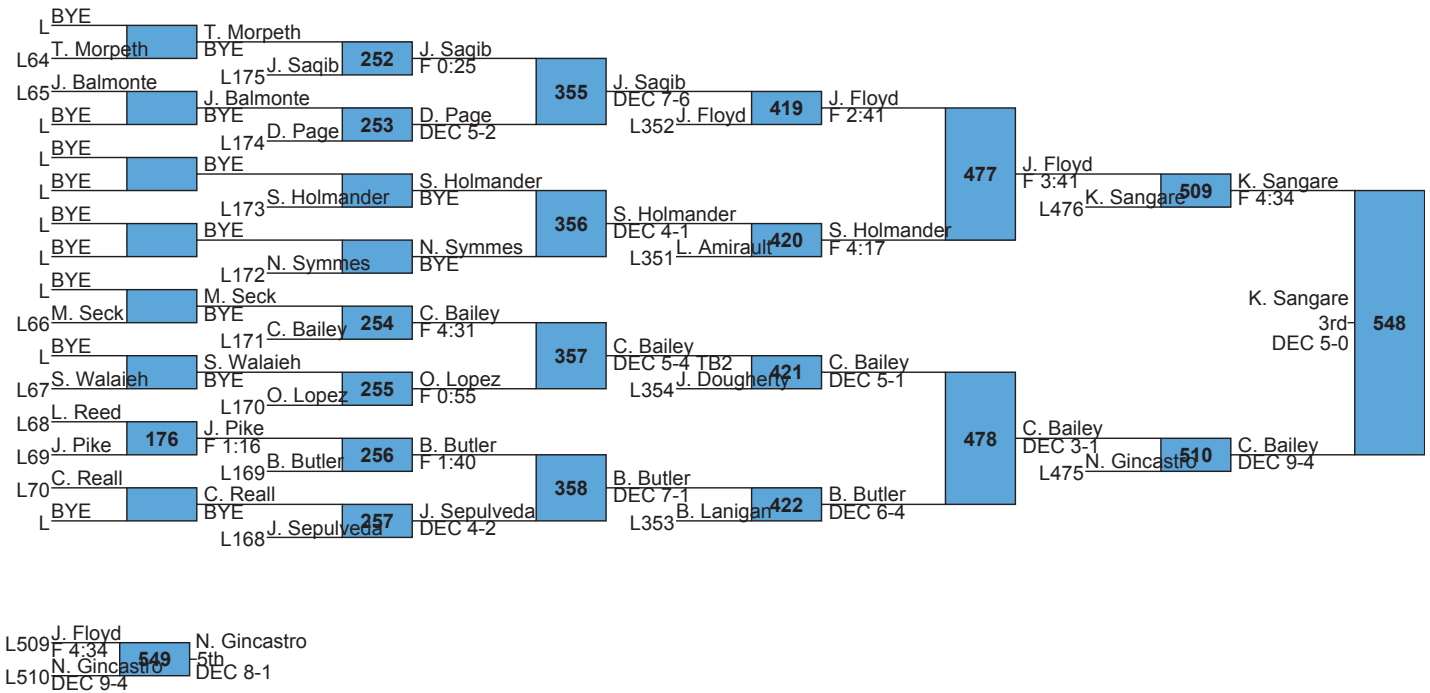 L BYE
L64 T. Morpeth
T. Morpeth
BYE
L175 J. Saqib
252
J. Saqib
F 0:25
L65 J. Balmonte
L BYE
J. Balmonte
BYE
L174 D. Page
253
D. Page
DEC 5-2
355
J. Saqib
DEC 7-6
L352 J. Floyd
419
J. Floyd
F 2:41
L BYE
L BYE
BYE
L173 S. Holmander
S. Holmander
BYE
L BYE
L BYE
BYE
L172 N. Symmes
N. Symmes
BYE
356
S. Holmander
DEC 4-1
L351 L. Amirault
420
S. Holmander
F 4:17
477
J. Floyd
F 3:41
L476 K. Sangare
509
K. Sangare
F 4:34
L BYE
L66 M. Seck
M. Seck
BYE
L171 C. Bailey
254
C. Bailey
F 4:31
L BYE
L67 S. Walaieh
S. Walaieh
BYE
L170 O. Lopez
255
O. Lopez
F 0:55
357
C. Bailey
DEC 5-4 TB2
L354 J. Dougherty
421
C. Bailey
DEC 5-1
L68 L. Reed
L69 J. Pike
176
J. Pike
F 1:16
L169 B. Butler
256
B. Butler
F 1:40
L70 C. Reall
L BYE
C. Reall
BYE
L168 J. Sepulveda
257
J. Sepulveda
DEC 4-2
358
B. Butler
DEC 7-1
L353 B. Lanigan
422
B. Butler
DEC 6-4
478
C. Bailey
DEC 3-1
L475 N. Gincastro
510
C. Bailey
DEC 9-4
K. Sangare
3rd
DEC 5-0
548
L509 J. Floyd
F 4:34
L510 N. Gincastro
DEC 9-4
549
N. Gincastro
5th
DEC 8-1